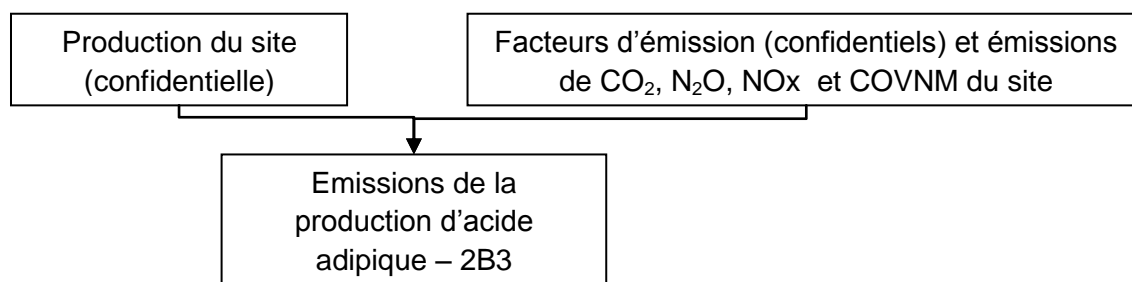 Production du site
(confidentielle)
Facteurs d’émission (confidentiels) et émissions
de CO₂, N₂O, NOx et COVNM du site
Emissions de la
production d’acide
adipique – 2B3